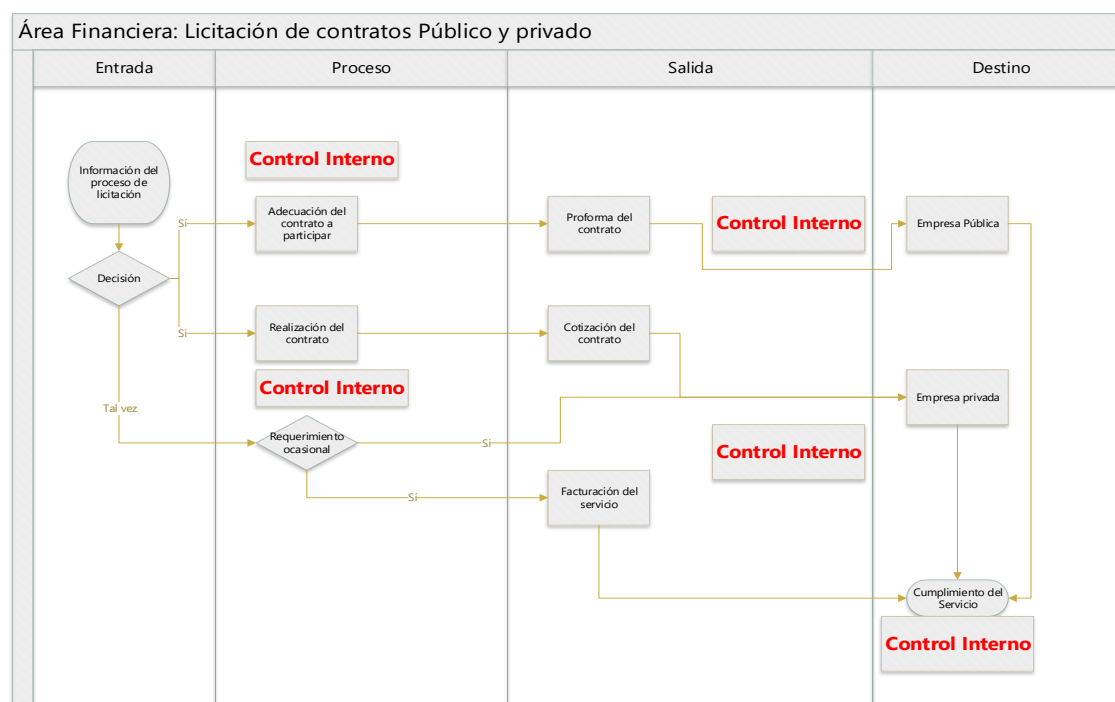 Área Financiera: Licitación de contratos Público y privado
Entrada
Proceso
Salida
Destino
Información del
proceso de
licitación
Control Interno
Sí
Adecuación del
contrato a
participar
Proforma del
contrato
Control Interno
Empresa Pública
Decisión
Si
Realización del
contrato
Cotización del
contrato
Control Interno
Empresa privada
Tal vez
Requerimiento
ocasional
Si
Control Interno
Sí
Facturación del
servicio
Cumplimiento del
Servicio
Control Interno